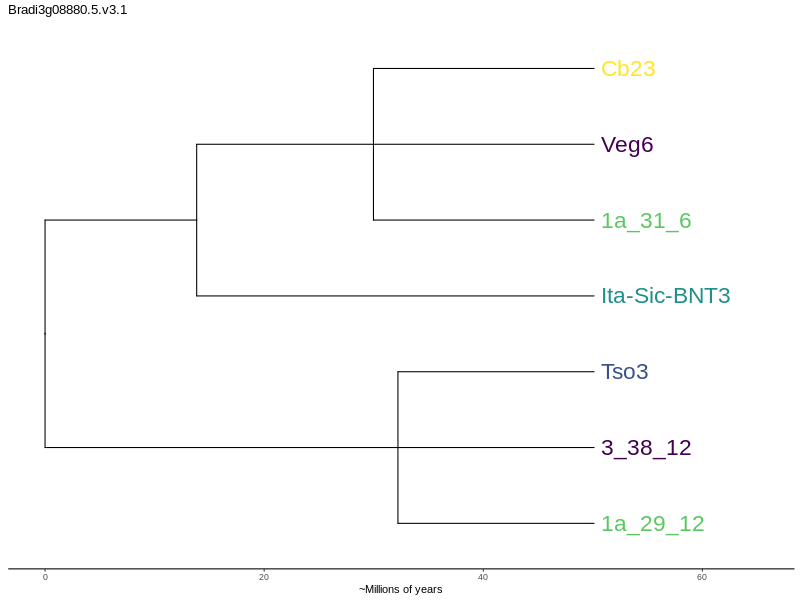 Bradi3g08880.5.v3.1
Cb23
Veg6
1a_31_6
Ita-Sic-BNT3
Tso3
3_38_12
1a_29_12
0 20 40 60
~Millions of years